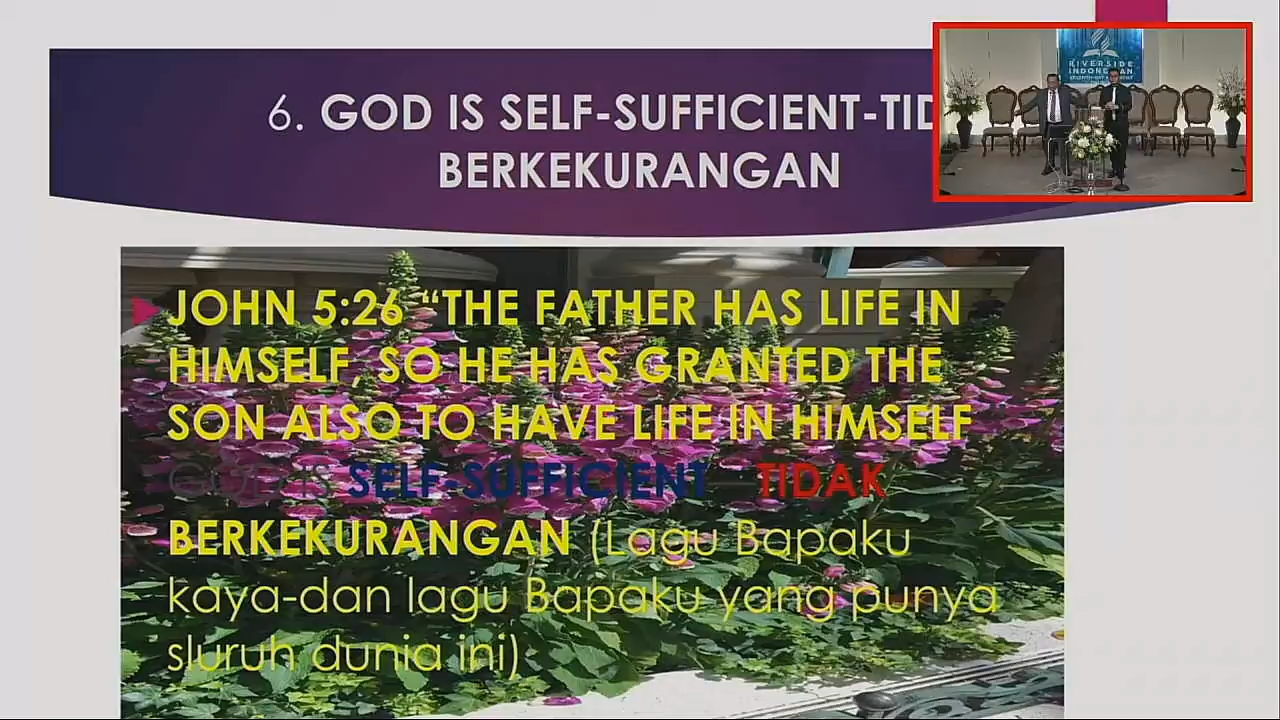 6. GOD IS SELF-SUFFICIENT-TID
BERKEKURANGAN
RIVERSIDE
INDONESIAN
JOHN 5:26 “THE FATHER HAS LIFE IN
HIMSELF, SO HE HAS GRANTED THE
SON ALSO TO HAVE LIFE IN HIMSELF
GOD IS SELF-SUFFICIENT – TIDAK
BERKEKURANGAN (Lagu Bapaku
kaya-dan lagu Bapaku yang punya
sluruh dunia ini)